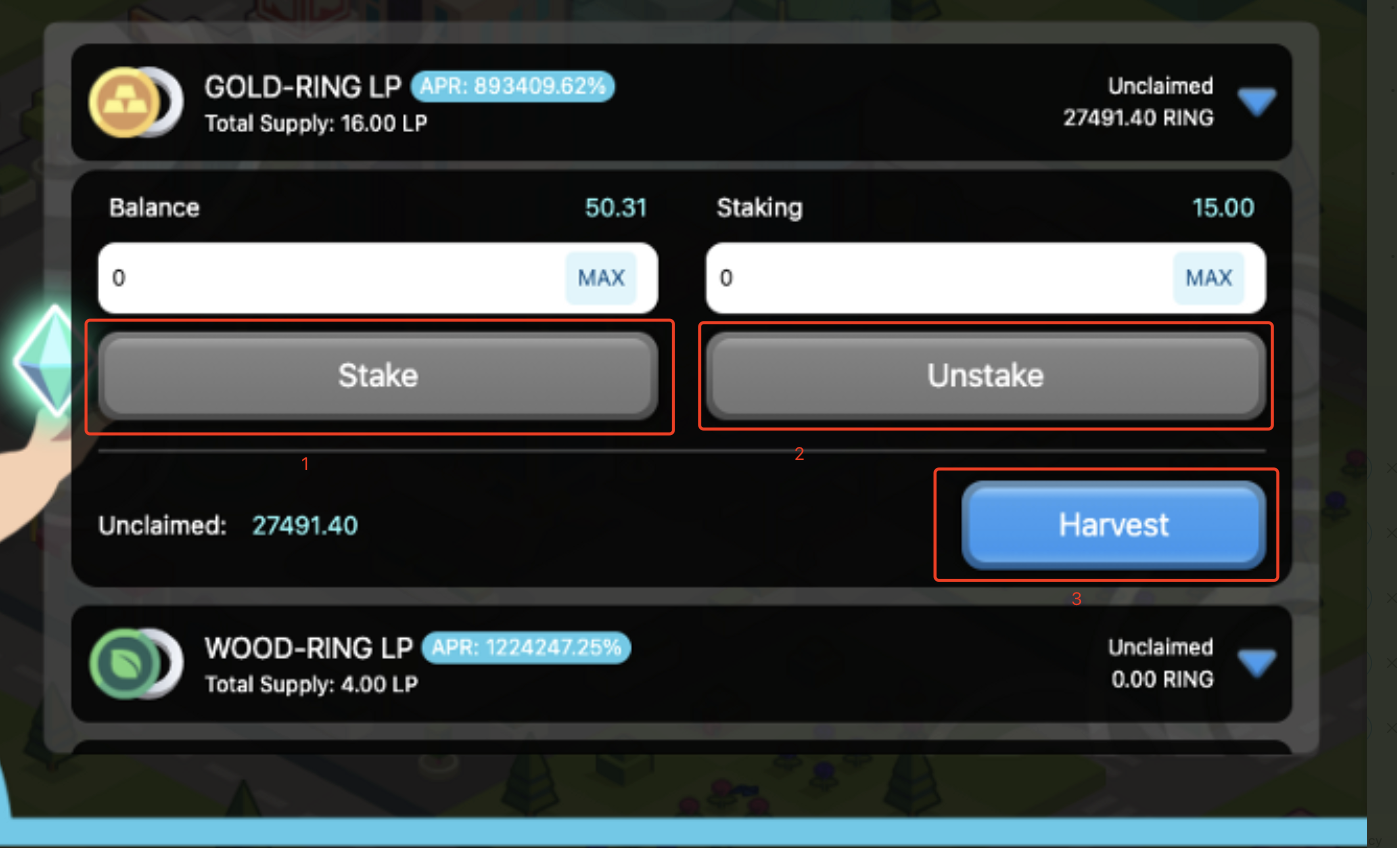 GOLD-RING LP APR: 893409.62%
Total Supply: 16.00 LP
Unclaimed
27491.40 RING
Balance 50.31
Staking 15.00
0 MAX
0 MAX
Stake
Unstake
1
2
Unclaimed: 27491.40
Harvest
3
WOOD-RING LP APR: 1224247.25%
Total Supply: 4.00 LP
Unclaimed
0.00 RING